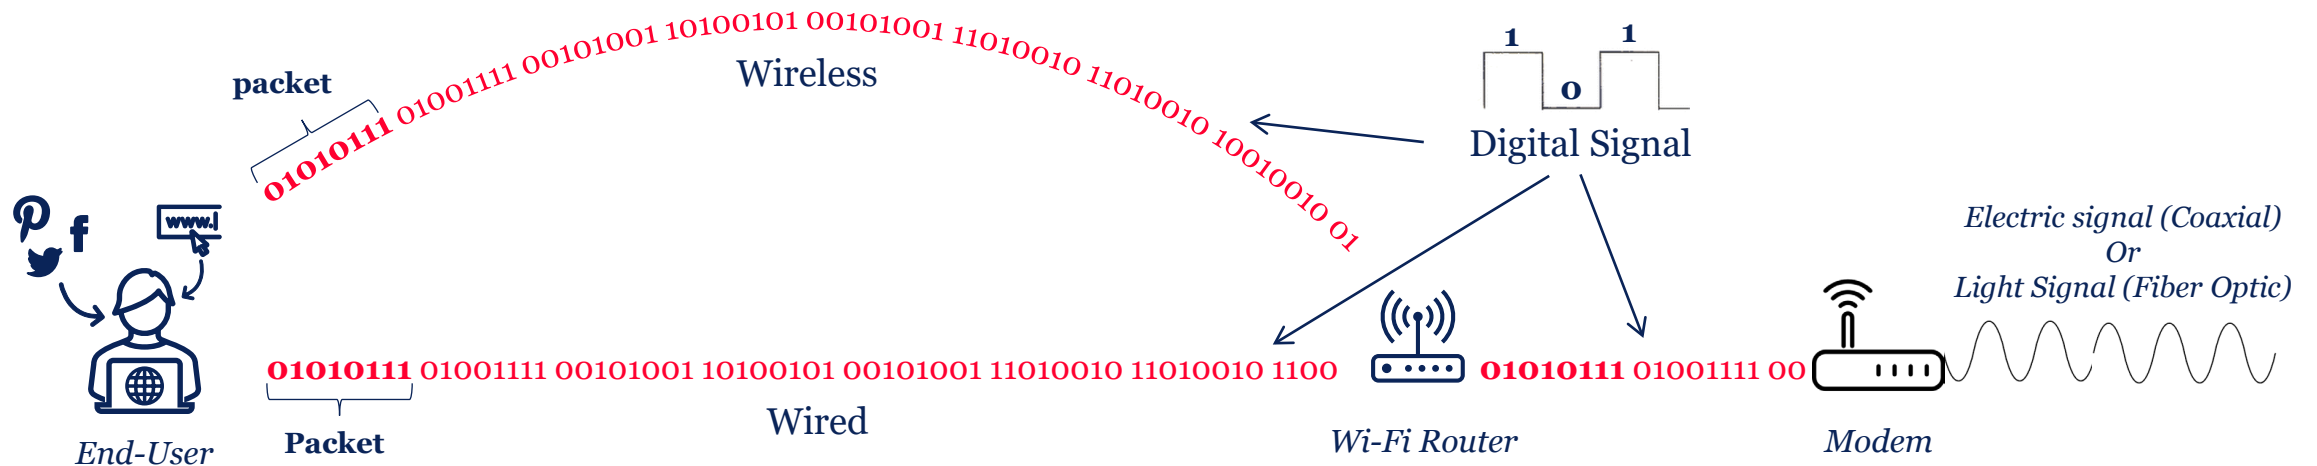 packet
01010111 01001111 00101001 10100101 00101001 11010010 11010010 10010010 01
Wireless
1 0 1
Digital Signal
www.
Electric signal (Coaxial)
Or
Light Signal (Fiber Optic)
01010111 01001111 00101001 10100101 00101001 11010010 11010010 1100
01010111 01001111 00
Packet
Wired
End-User
Wi-Fi Router
Modem